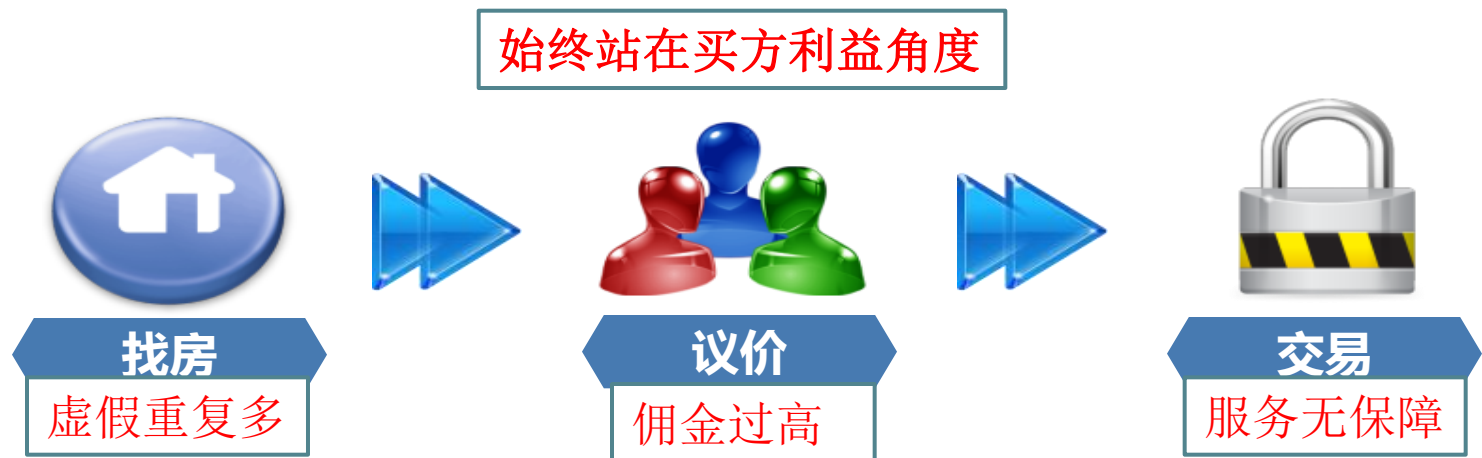 始终站在买方利益角度
找房
议价
交易
虚假重复多
佣金过高
服务无保障